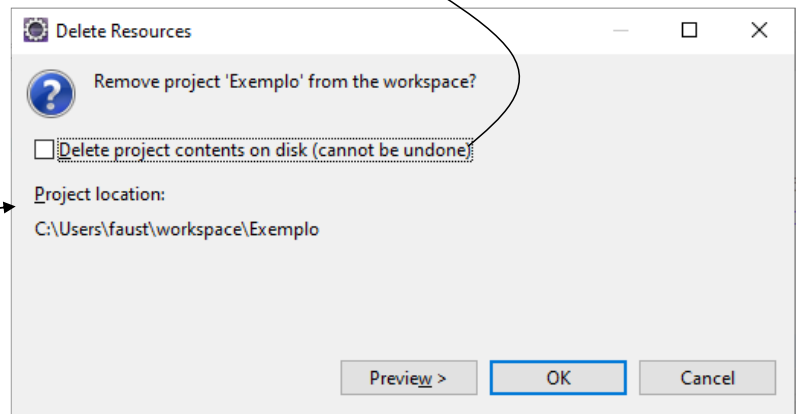 Delete Resources
Remove project 'Exemplo' from the workspace?
Delete project contents on disk (cannot be undone)
Project location:
C:\Users\faust\workspace\Exemplo
Preview > OK Cancel